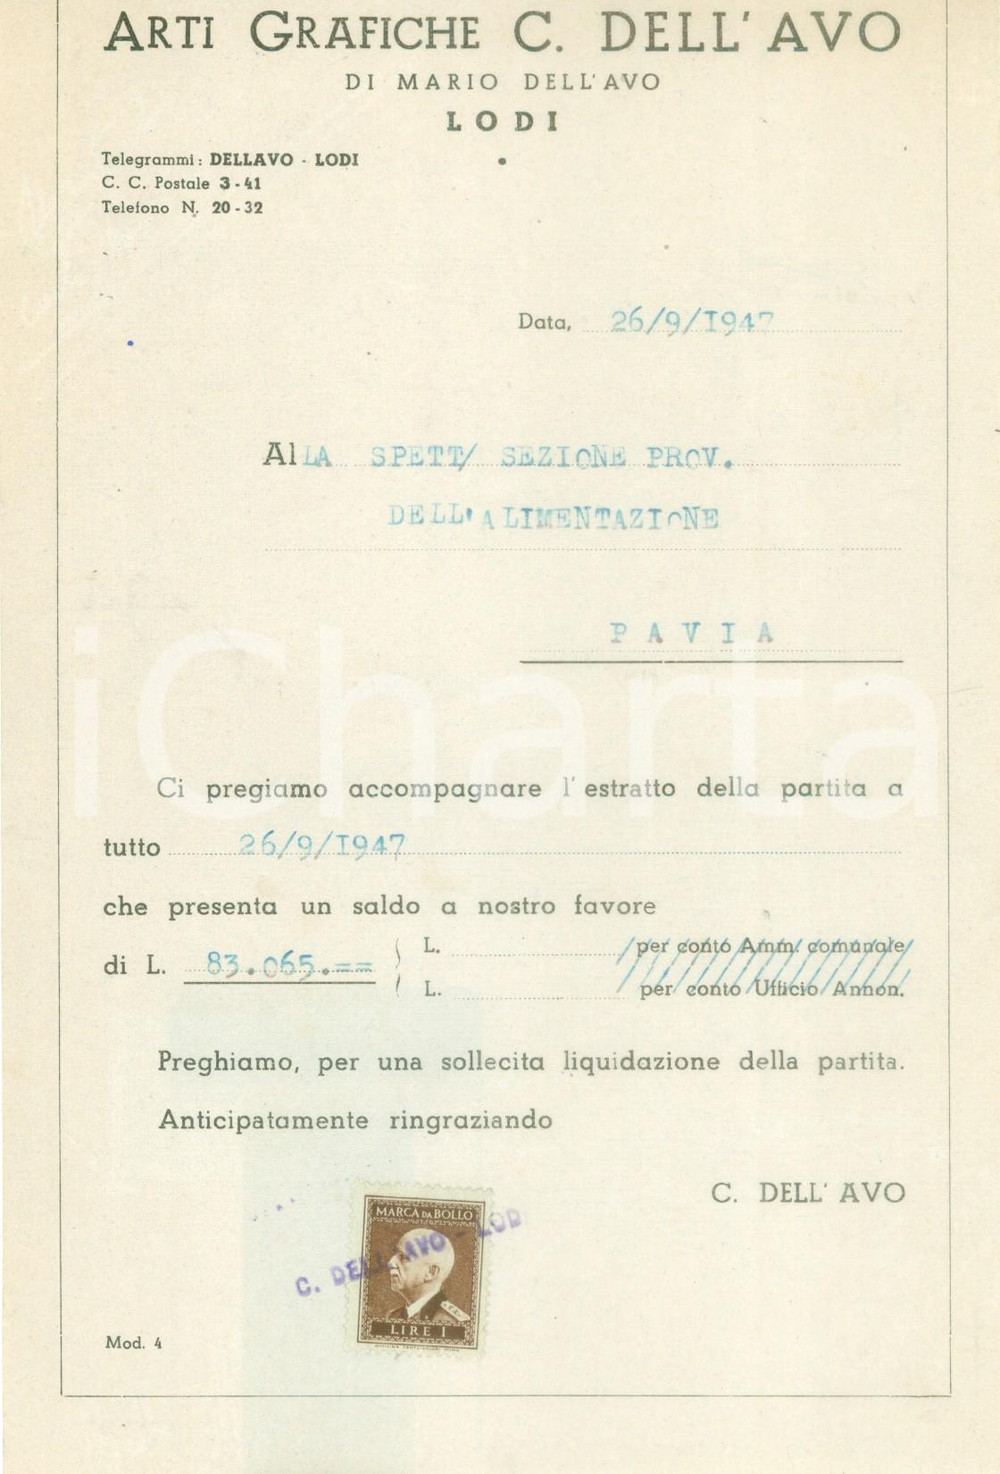 ARTI GRAFICHE C. DELL'AVO
DI MARIO DELL'AVO
LODI
Telegrammi: DELLAVO - LODI
C. C. Postale 3-41
Telefono N. 20-32
Data, 26/9/I947
AlLA SPETT/ SEZIONE PROV.
DELL'ALIMENTAZIONE
PAVIA
iCharta
Ci pregiamo accompagnare l'estratto della partita a
tutto 26/9/I947
che presenta un saldo a nostro favore
di L. 83.065.==
L. per conto Amm. comunale
L. per conto Ufficio Annon.
Preghiamo, per una sollecita liquidazione della partita.
Anticipatamente ringraziando
C. DELL'AVO
MARCA DA BOLLO
C. DELL'AVO - LODI
LIRE 1
Mod. 4